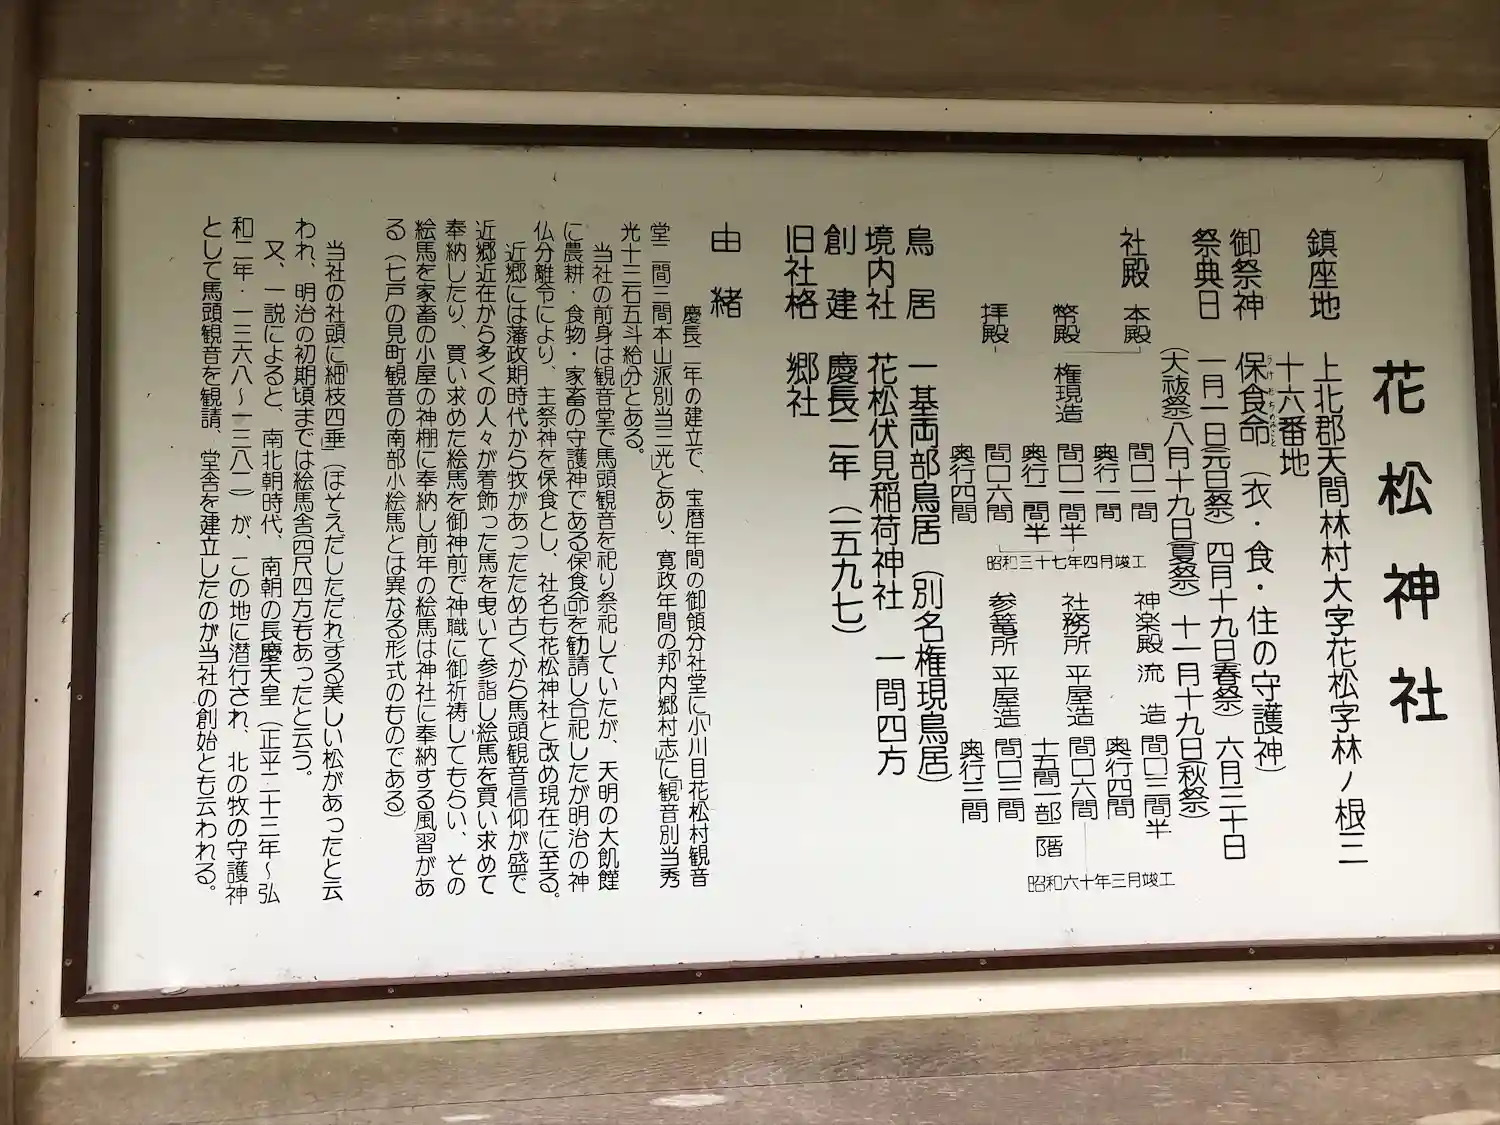 花松神社
鎮座地　上北郡天間林村大字花松字林ノ根三
十六番地
御祭神　保食命（衣・食・住の守護神）
うけもちのみこと
祭典日　一月一日(元旦祭)　四月十九日(春祭)　六月三十日
(大祓祭)八月十九日(夏祭)　十一月十九日(秋祭)
社殿　本殿　間口一間　奥行一間
幣殿　権現造　間口一間半　奥行二間半
拝殿　間口六間　奥行四間
昭和三十七年四月竣工
神楽殿　流造　間口三間半　奥行四間
社務所　平屋造　間口六間　十五間一部二階
参篭所　平屋造　間口三間　奥行三間
昭和六十年三月竣工
鳥居　一基両部鳥居（別名権現鳥居）
境内社　花松伏見稲荷神社　一間四方
創建　慶長二年（一五九七）
旧社格　郷社
由緒
慶長二年の建立で、宝暦年間の御領分社堂に「小川目花松村観音
堂二間三間本山派別当三光」とあり、寛政年間の「邦内郷村志」に「観音別当秀
光十三石五斗給分」とある。
当社の前身は観音堂で馬頭観音を祀り祭祀していたが、天明の大飢饉
に農耕・食物・家畜の守護神である「保食命」を勧請し合祀したが明治の神
仏分離令により、主祭神を保食とし、社名も花松神社と改め現在に至る。
近郷には藩政期時代から牧があったため古くから馬頭観音信仰が盛で
近郷近在から多くの人々が着飾った馬を曳いて参詣し絵馬を買い求めて
奉納したり、買い求めた絵馬を御神前で神職に御祈祷してもらい、その
絵馬を家畜の小屋の神棚に奉納し前年の絵馬は神社に奉納する風習があ
る（七戸の見町観音の南部小絵馬とは異なる形式のものである）
当社の社頭に「細枝四垂」（ほそえだしただれ)する美しい松があったと云
われ、明治の初期頃までは絵馬舎(四尺四方)もあったと云う。
又、一説によると、南北朝時代、南朝の長慶天皇（正平二十三年〜弘
和二年・一三六八〜一三八一）が、この地に潜行され、北の牧の守護神
として馬頭観音を観請、堂舎を建立したのが当社の創始とも云われる。